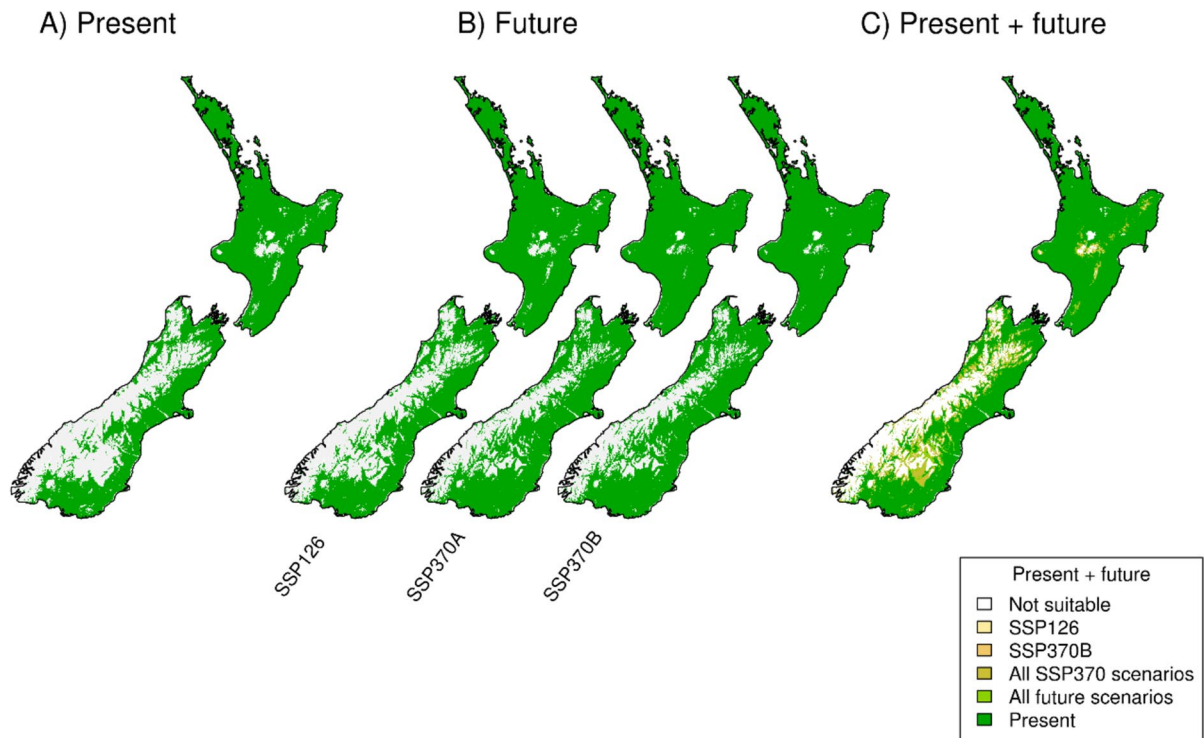 A) Present
B) Future
C) Present + future
SSP126
SSP370A
SSP370B
Present + future
Not suitable
SSP126
SSP370B
All SSP370 scenarios
All future scenarios
Present